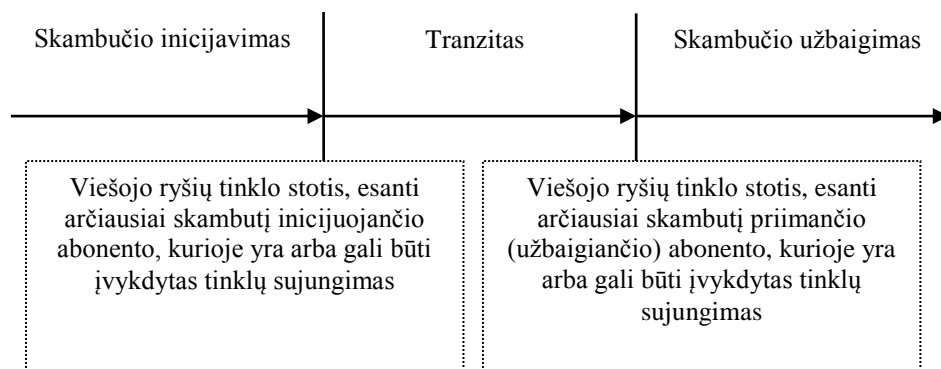 Skambučio inicijavimas
Tranzitas
Skambučio užbaigimas
Viešojo ryšių tinklo stotis, esanti
arčiausiai skambutį inicijuojančio
abonento, kurioje yra arba gali būti
įvykdytas tinklų sujungimas
Viešojo ryšių tinklo stotis, esanti
arčiausiai skambutį priimančio
(užbaigiančio) abonento, kurioje yra
arba gali būti įvykdytas tinklų
sujungimas